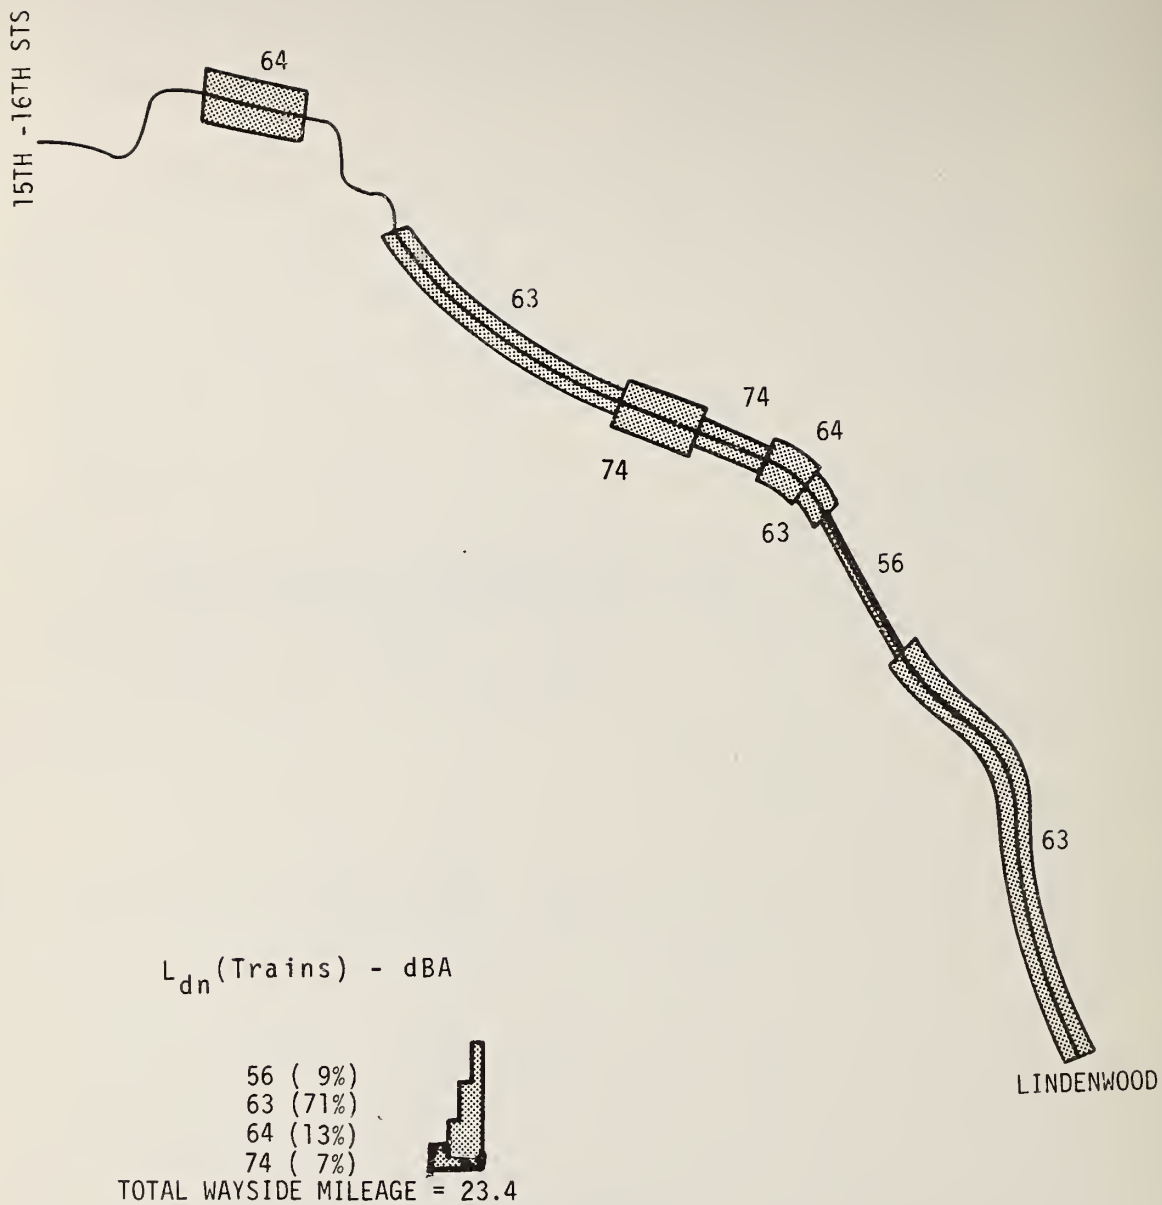 15TH -16TH STS
64
63
74
64
74
63
56
63
LINDENWOOD
Ldn(Trains) - dBA
56 ( 9%)
63 (71%)
64 (13%)
74 ( 7%)
TOTAL WAYSIDE MILEAGE = 23.4